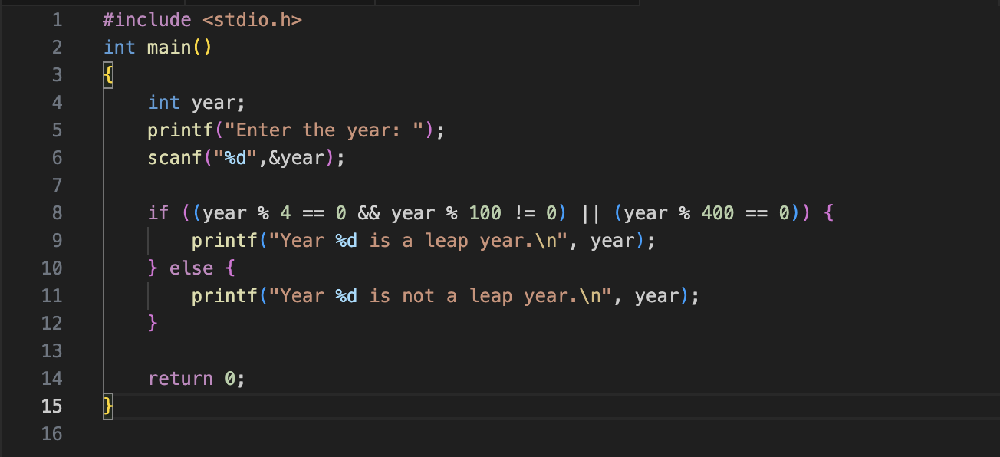 1 #include <stdio.h>
2 int main()
3 {
4     int year;
5     printf("Enter the year: ");
6     scanf("%d",&year);
7
8     if ((year % 4 == 0 && year % 100 != 0) || (year % 400 == 0)) {
9         printf("Year %d is a leap year.\n", year);
10     } else {
11         printf("Year %d is not a leap year.\n", year);
12     }
13
14     return 0;
15 }
16